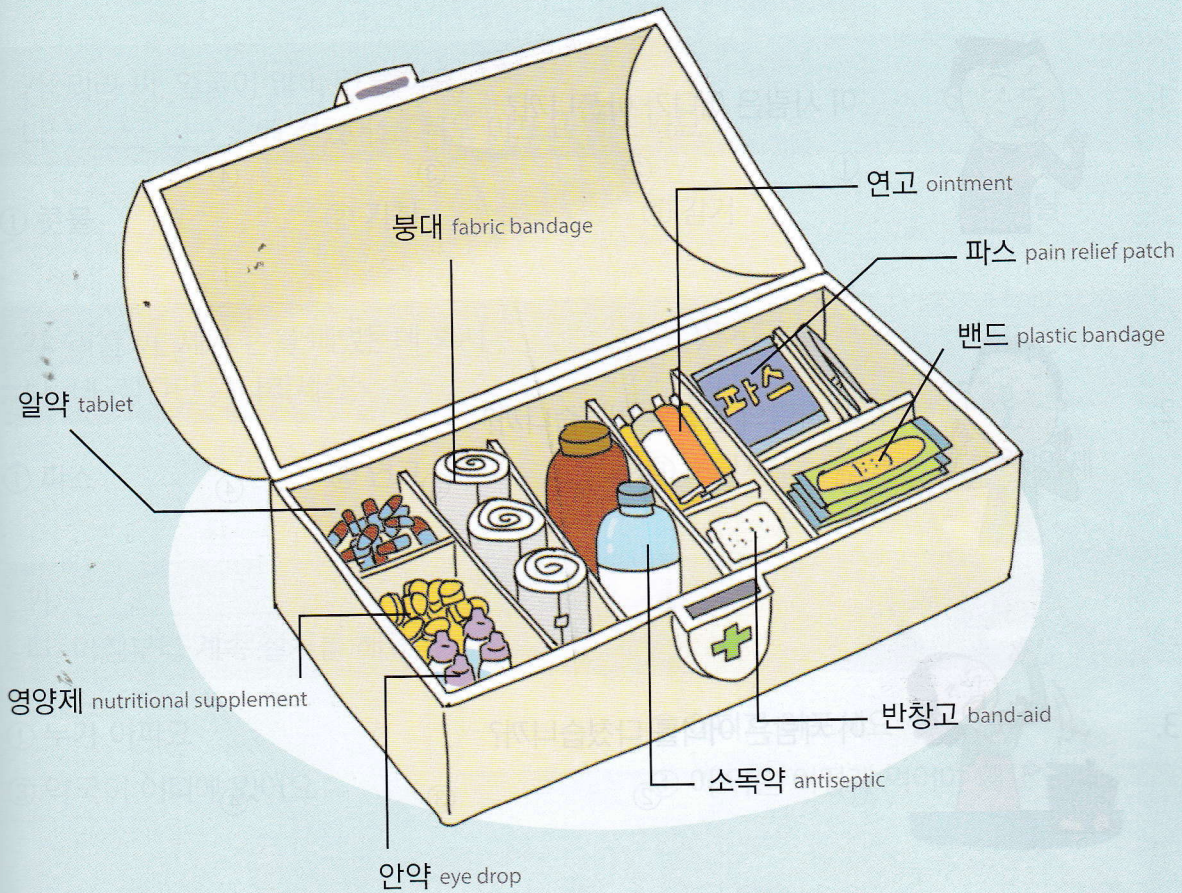 연고 ointment
붕대 fabric bandage
파스 pain relief patch
밴드 plastic bandage
파스
알약 tablet
영양제 nutritional supplement
반창고 band-aid
소독약 antiseptic
안약 eye drop